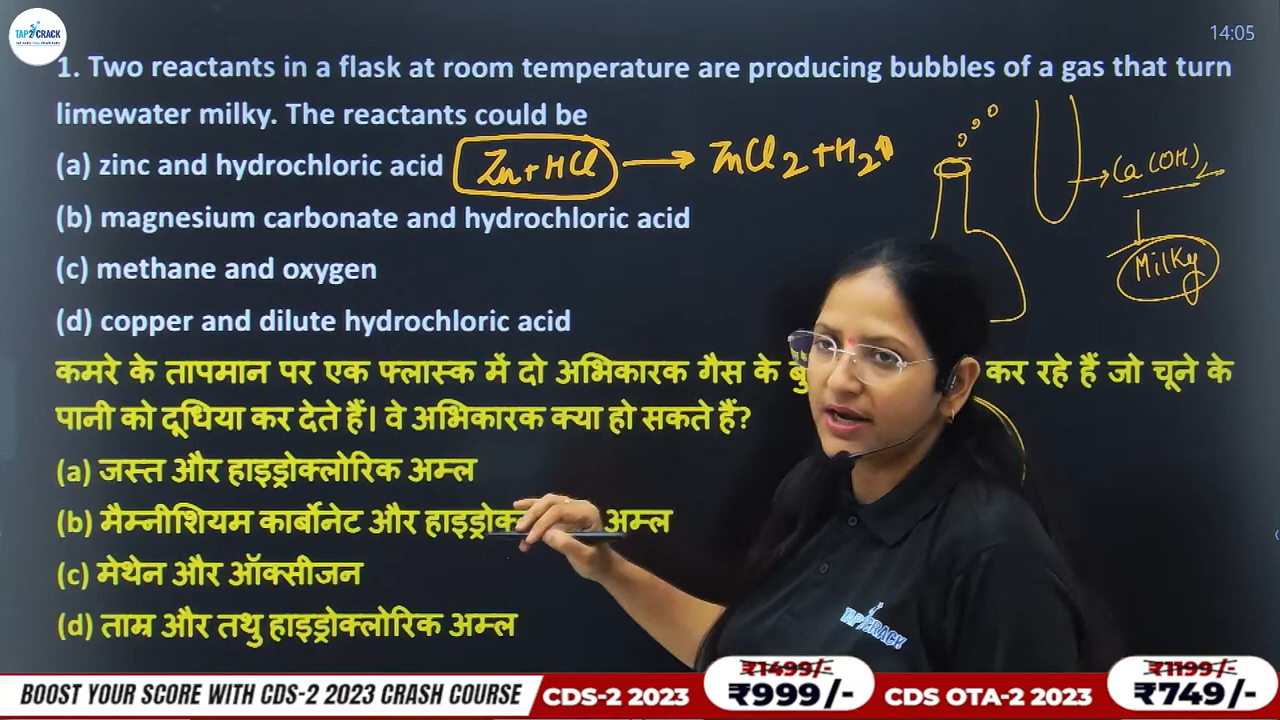 TAP2CRACK
14:05
1. Two reactants in a flask at room temperature are producing bubbles of a gas that turn
limewater milky. The reactants could be
(a) zinc and hydrochloric acid Zn + HCl → ZnCl2 + H2↑
(b) magnesium carbonate and hydrochloric acid
(c) methane and oxygen
(d) copper and dilute hydrochloric acid
Ca(OH)2
Milky
कमरे के तापमान पर एक फ्लास्क में दो अभिकारक गैस के कर रहे हैं जो चूने के
पानी को दूधिया कर देते हैं। वे अभिकारक क्या हो सकते हैं?
(a) जस्त और हाइड्रोक्लोरिक अम्ल
(b) मैग्नीशियम कार्बोनेट और अम्ल
(c) मेथेन और ऑक्सीजन
(d) ताम्र और तथु हाइड्रोक्लोरिक अम्ल
TAP2CRACK
BOOST YOUR SCORE WITH CDS-2 2023 CRASH COURSE
CDS-2 2023
₹1499/-
₹999/-
CDS OTA-2 2023
₹1199/-
₹749/-